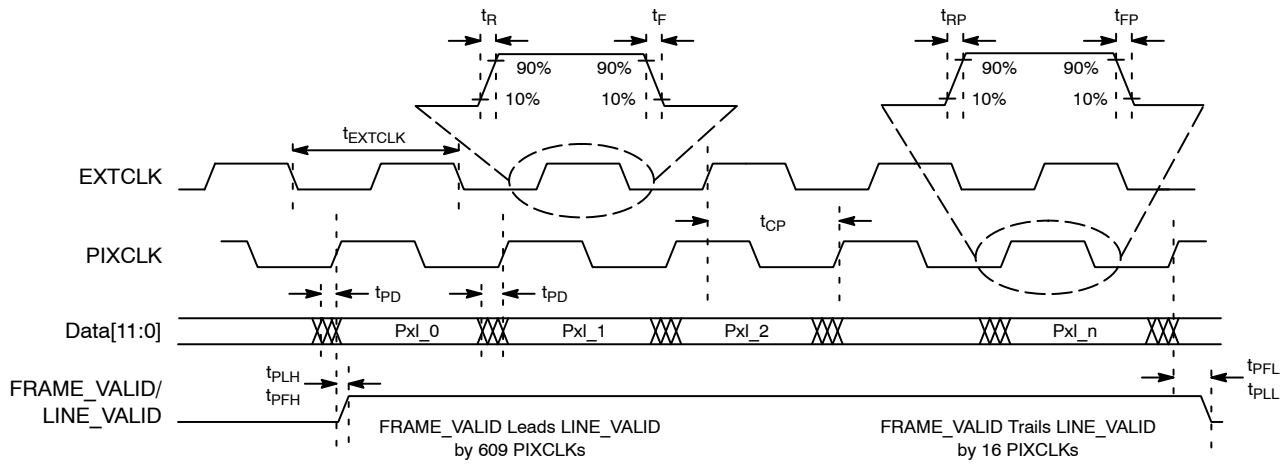 tR
tF
tRP
tFP
90%
90%
90%
90%
10%
10%
10%
10%
tEXTCLK
EXTCLK
tCP
PIXCLK
tPD
tPD
Data[11:0]
Pxl_0
Pxl_1
Pxl_2
Pxl_n
tPLH
tPFH
tPFL
tPLL
FRAME_VALID/
LINE_VALID
FRAME_VALID Leads LINE_VALID
by 609 PIXCLKs
FRAME_VALID Trails LINE_VALID
by 16 PIXCLKs